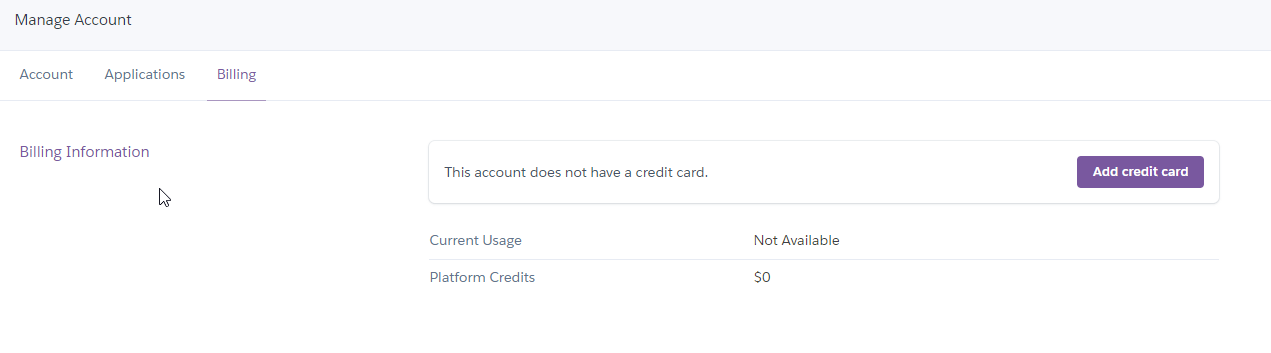 Manage Account
Account Applications Billing
Billing Information
This account does not have a credit card. Add credit card
Current Usage Not Available
Platform Credits $0